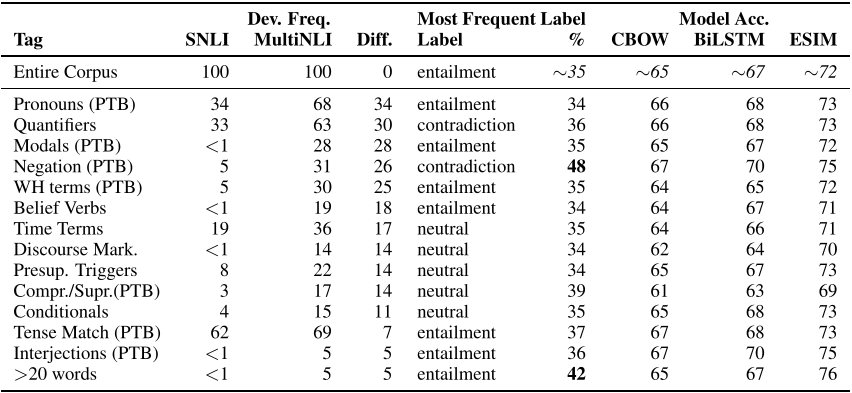 Dev. Freq. Most Frequent Label Model Acc.
Tag SNLI MultiNLI Diff. Label % CBOW BiLSTM ESIM
Entire Corpus 100 100 0 entailment ∼35 ∼65 ∼67 ∼72
Pronouns (PTB) 34 68 34 entailment 34 66 68 73
Quantifiers 33 63 30 contradiction 36 66 68 73
Modals (PTB) <1 28 28 entailment 35 65 67 72
Negation (PTB) 5 31 26 contradiction 48 67 70 75
WH terms (PTB) 5 30 25 entailment 35 64 65 72
Belief Verbs <1 19 18 entailment 34 64 67 71
Time Terms 19 36 17 neutral 35 64 66 71
Discourse Mark. <1 14 14 neutral 34 62 64 70
Presup. Triggers 8 22 14 neutral 34 65 67 73
Compr./Supr.(PTB) 3 17 14 neutral 39 61 63 69
Conditionals 4 15 11 neutral 35 65 68 73
Tense Match (PTB) 62 69 7 entailment 37 67 68 73
Interjections (PTB) <1 5 5 entailment 36 67 70 75
>20 words <1 5 5 entailment 42 65 67 76